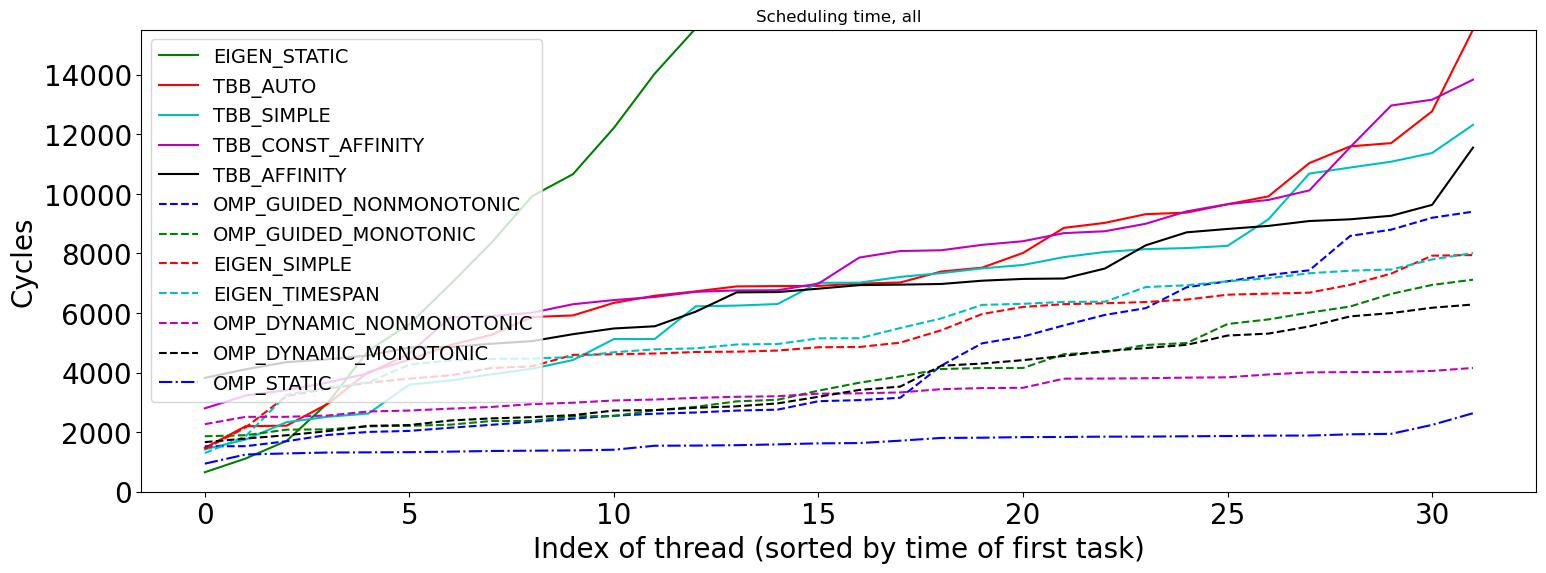 Scheduling time, all
EIGEN_STATIC
TBB_AUTO
TBB_SIMPLE
TBB_CONST_AFFINITY
TBB_AFFINITY
OMP_GUIDED_NONMONOTONIC
OMP_GUIDED_MONOTONIC
EIGEN_SIMPLE
EIGEN_TIMESPAN
OMP_DYNAMIC_NONMONOTONIC
OMP_DYNAMIC_MONOTONIC
OMP_STATIC
Cycles
14000
12000
10000
8000
6000
4000
2000
0
0 5 10 15 20 25 30
Index of thread (sorted by time of first task)